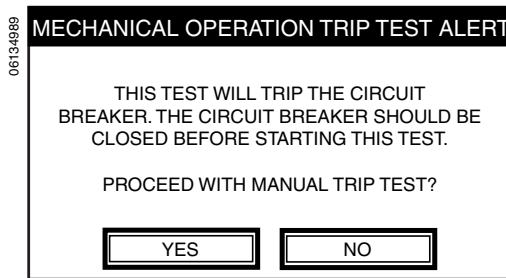 06134989
MECHANICAL OPERATION TRIP TEST ALERT
THIS TEST WILL TRIP THE CIRCUIT
BREAKER. THE CIRCUIT BREAKER SHOULD BE
CLOSED BEFORE STARTING THIS TEST.
PROCEED WITH MANUAL TRIP TEST?
YES
NO